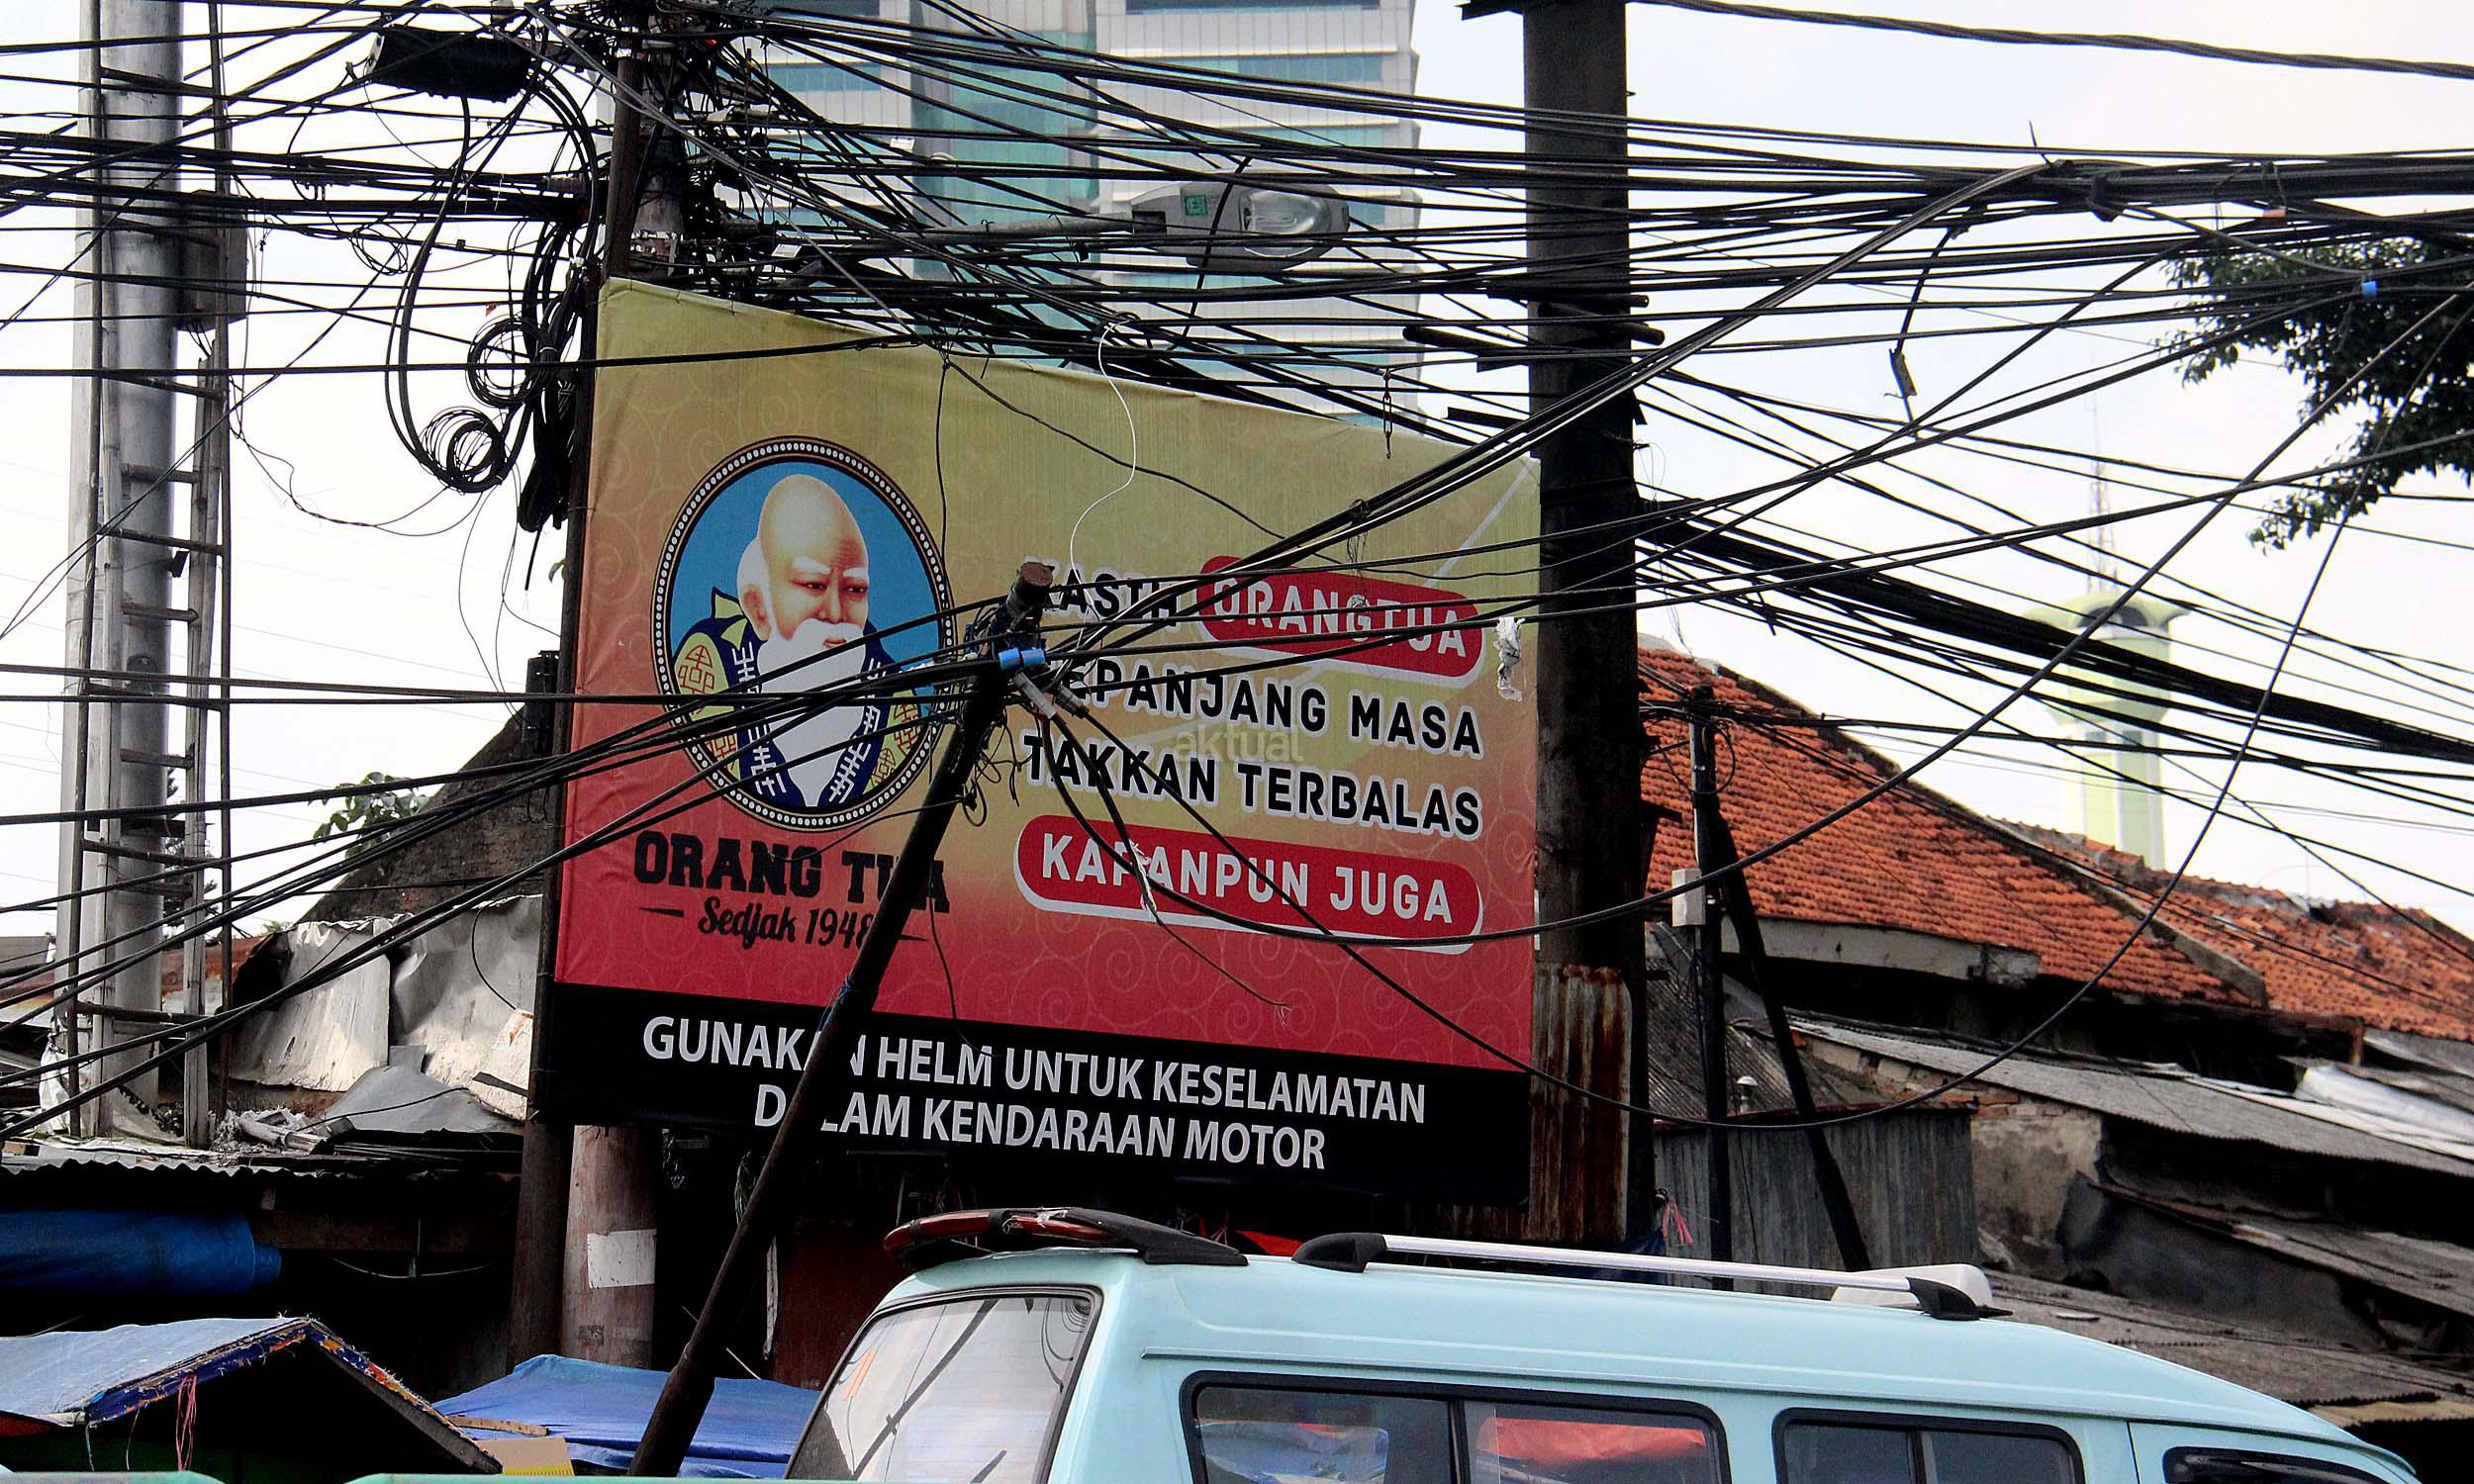 KASIH ORANGTUA
SEPANJANG MASA
TAKKAN TERBALAS
KAPANPUN JUGA
ORANG TUA
Sedjak 1948
GUNAKAN HELM UNTUK KESELAMATAN
DALAM KENDARAAN MOTOR
aktual